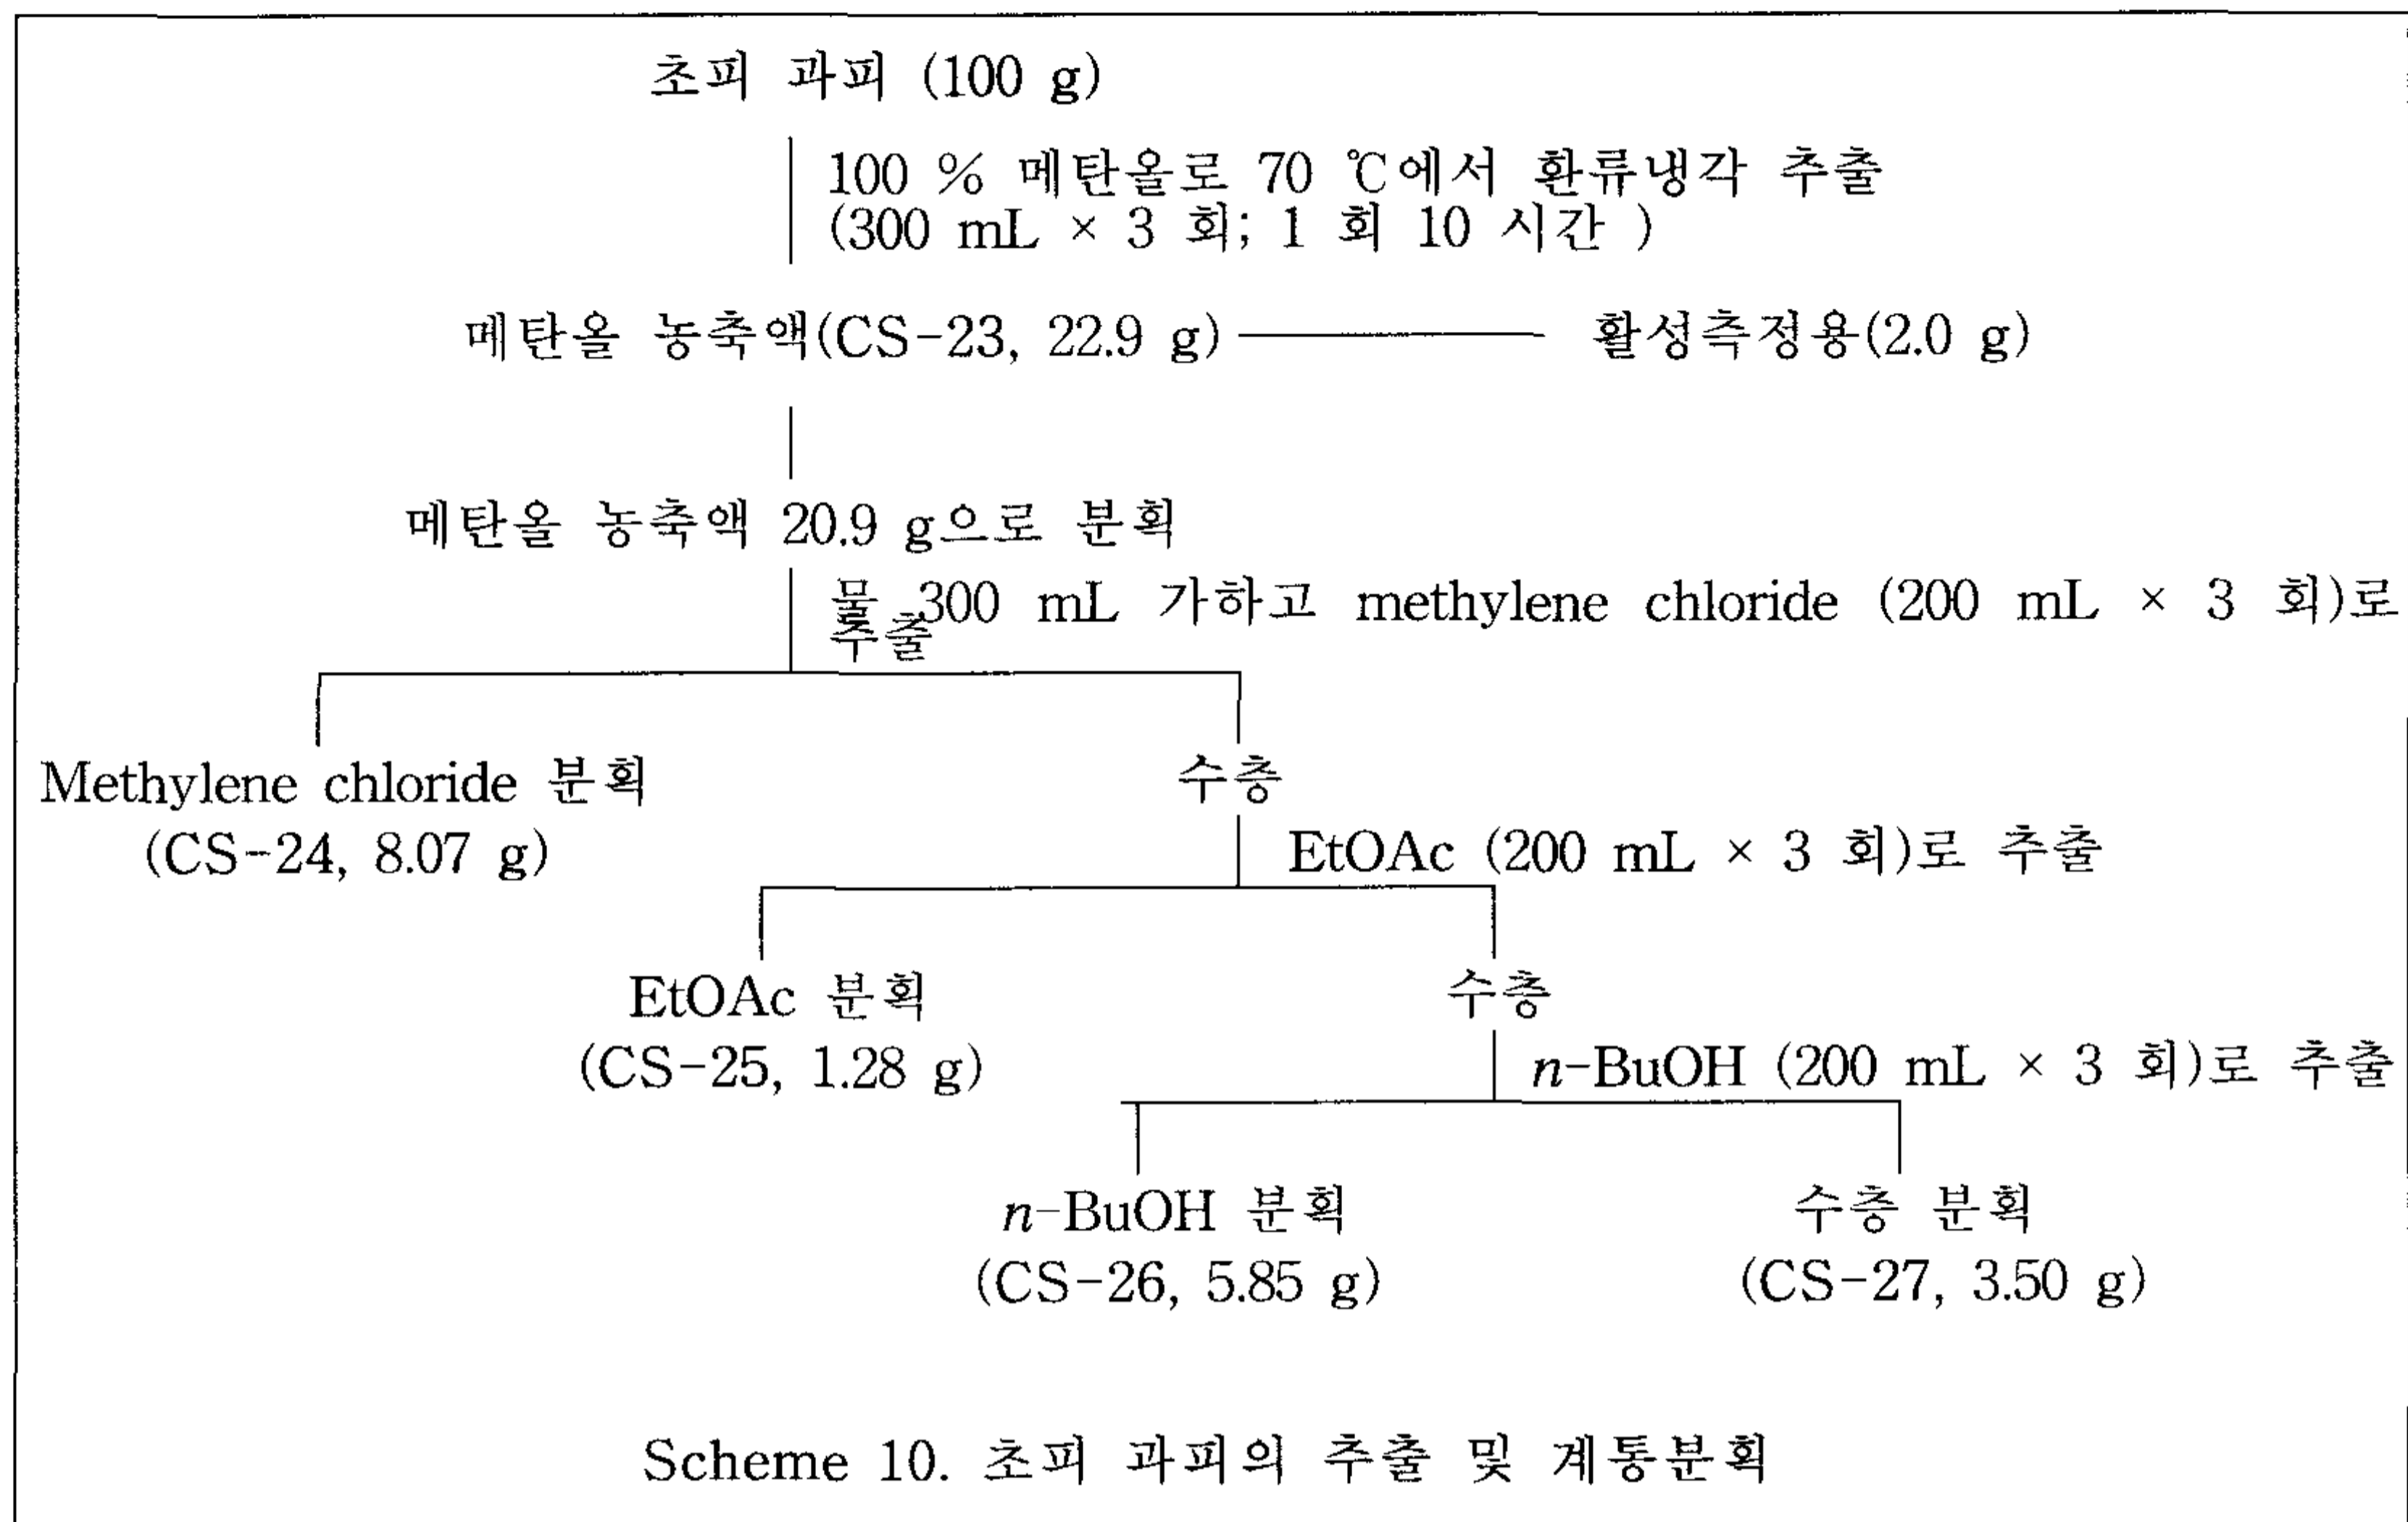 초피 과피 (100 g)
100 % 메탄올로 70 ℃에서 환류냉각 추출
(300 mL × 3 회; 1 회 10 시간 )
메탄올 농축액(CS-23, 22.9 g) 활성측정용(2.0 g)
메탄올 농축액 20.9 g으로 분획
물 300 mL 가하고 methylene chloride (200 mL × 3 회)로
추출
Methylene chloride 분획 수층
(CS-24, 8.07 g) EtOAc (200 mL × 3 회)로 추출
EtOAc 분획 수층
(CS-25, 1.28 g) n-BuOH (200 mL × 3 회)로 추출
n-BuOH 분획 수층 분획
(CS-26, 5.85 g) (CS-27, 3.50 g)
Scheme 10. 초피 과피의 추출 및 계통분획